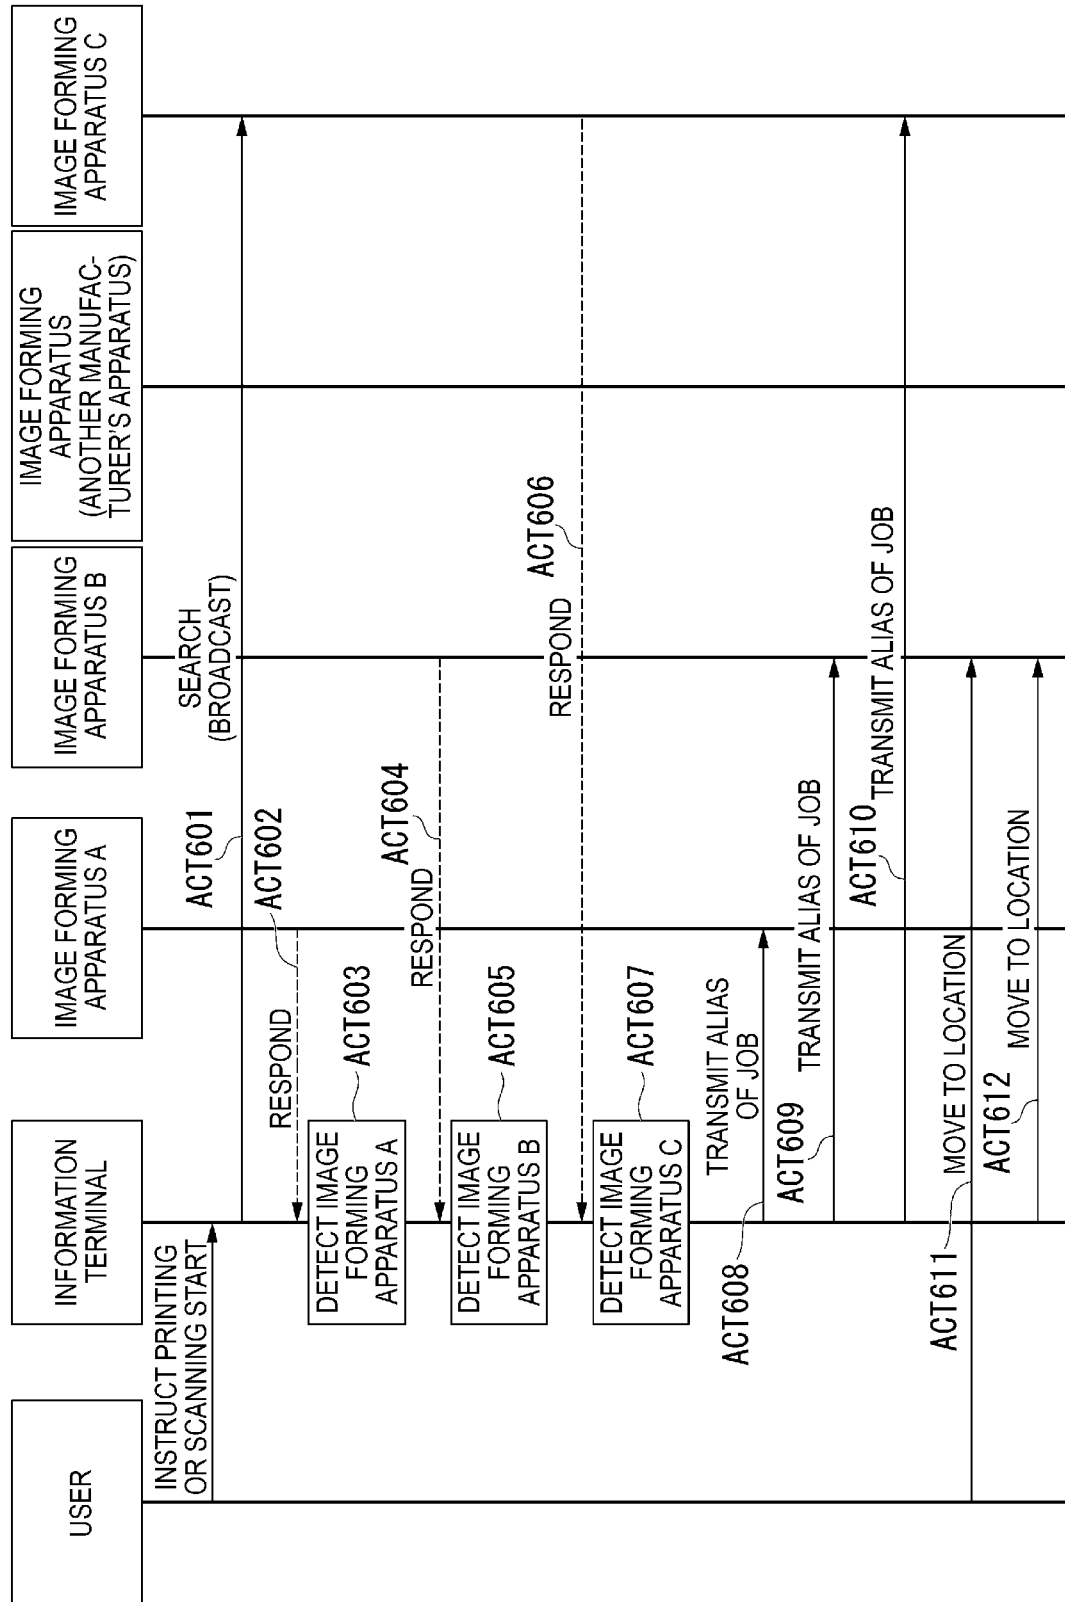 USER
INFORMATION
TERMINAL
IMAGE FORMING
APPARATUS A
IMAGE FORMING
APPARATUS B
IMAGE FORMING
APPARATUS
(ANOTHER MANUFAC-
TURER'S APPARATUS)
IMAGE FORMING
APPARATUS C
INSTRUCT PRINTING
OR SCANNING START
ACT601
SEARCH
(BROADCAST)
ACT602
RESPOND
DETECT IMAGE
FORMING
APPARATUS A
ACT603
ACT604
RESPOND
DETECT IMAGE
FORMING
APPARATUS B
ACT605
ACT606
RESPOND
DETECT IMAGE
FORMING
APPARATUS C
ACT607
ACT608
TRANSMIT ALIAS
OF JOB
ACT609
TRANSMIT ALIAS OF JOB
ACT610
TRANSMIT ALIAS OF JOB
ACT611
MOVE TO LOCATION
ACT612
MOVE TO LOCATION